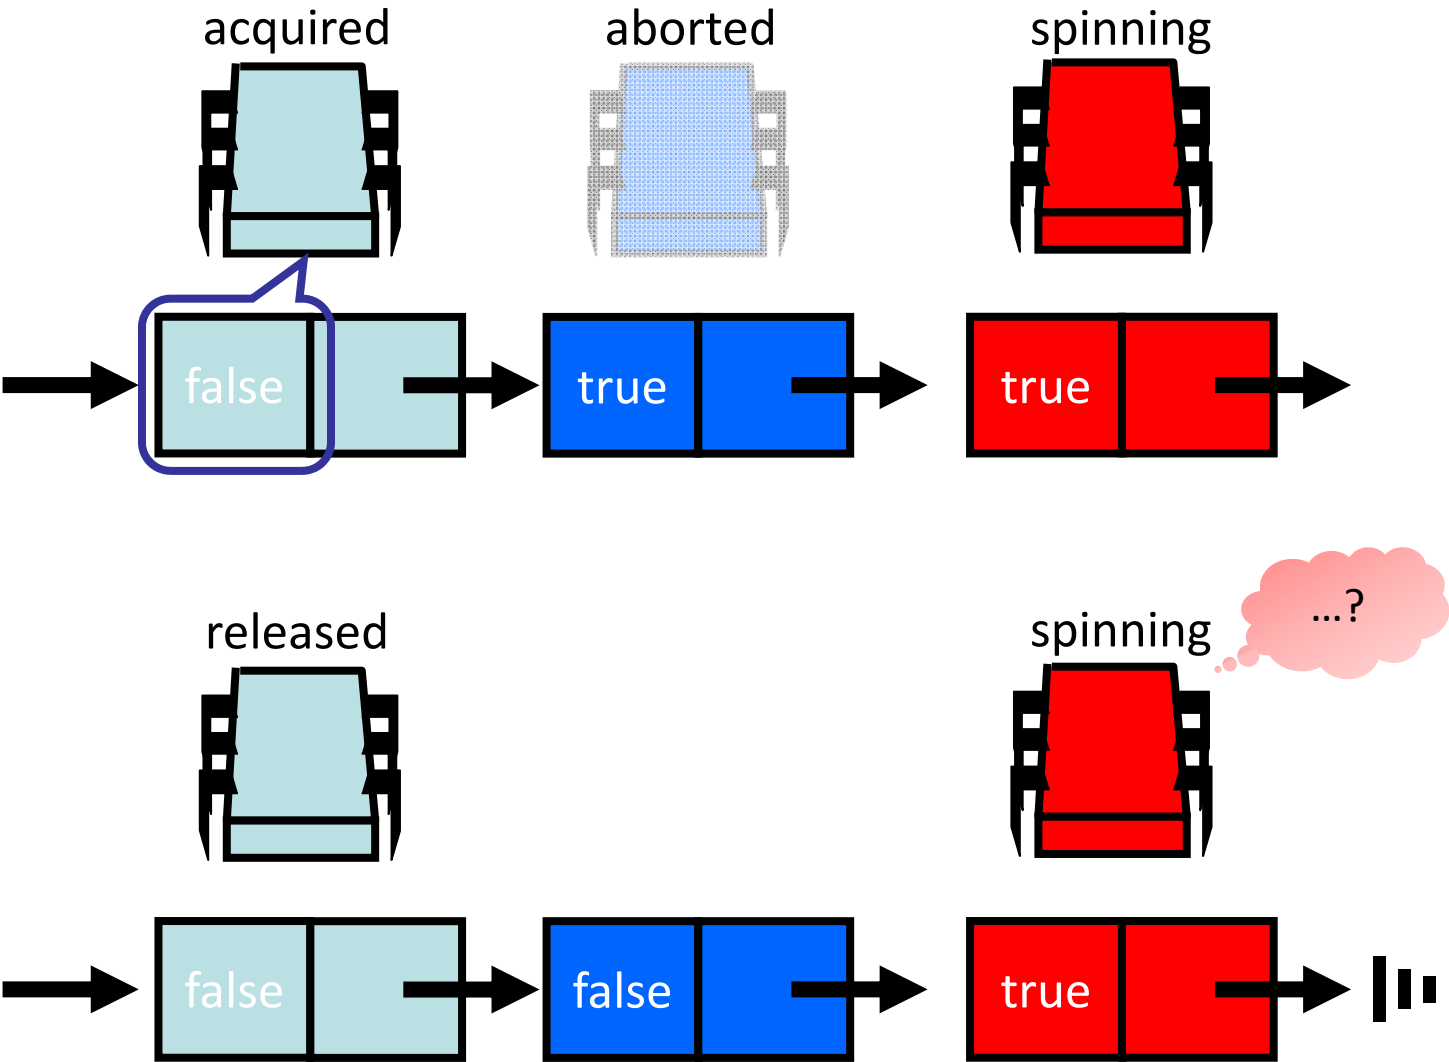 acquired aborted spinning
false true true
...?
released spinning
false false true